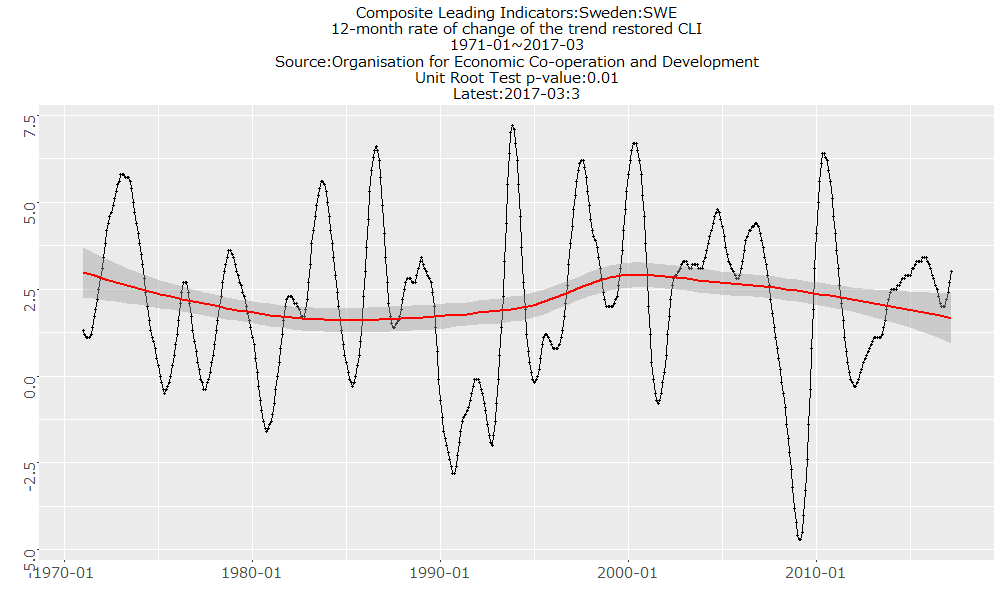 Composite Leading Indicators:Sweden:SWE
12-month rate of change of the trend restored CLI
1971-01~2017-03
Source:Organisation for Economic Co-operation and Development
Unit Root Test p-value:0.01
Latest:2017-03:3
7.5
5.0
2.5
0.0
-2.5
-5.0
1970-01
1980-01
1990-01
2000-01
2010-01